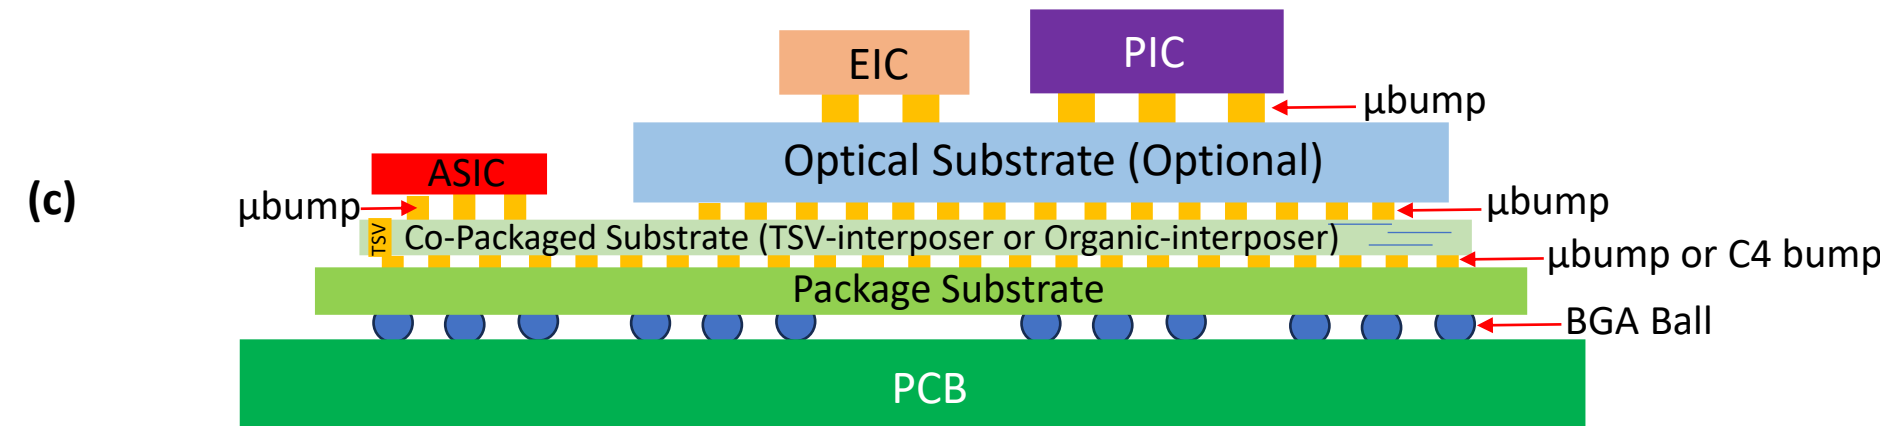 (c)
EIC
PIC
μbump
Optical Substrate (Optional)
ASIC
μbump
μbump
TSV
Co-Packaged Substrate (TSV-interposer or Organic-interposer)
μbump or C4 bump
Package Substrate
BGA Ball
PCB